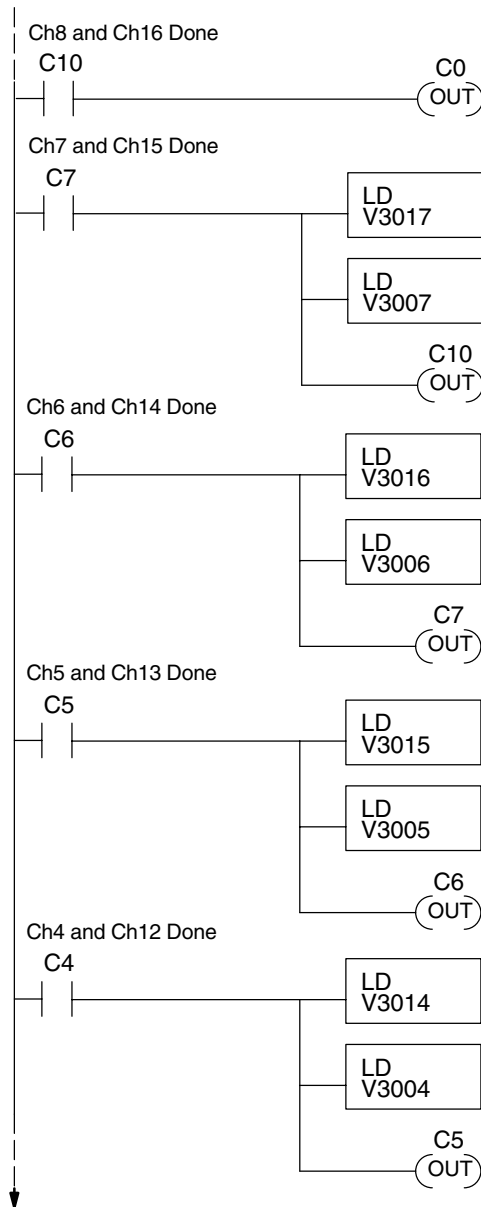 Ch8 and Ch16 Done
C10
C0
OUT
Ch7 and Ch15 Done
C7
LD
V3017
LD
V3007
C10
OUT
Ch6 and Ch14 Done
C6
LD
V3016
LD
V3006
C7
OUT
Ch5 and Ch13 Done
C5
LD
V3015
LD
V3005
C6
OUT
Ch4 and Ch12 Done
C4
LD
V3014
LD
V3004
C5
OUT